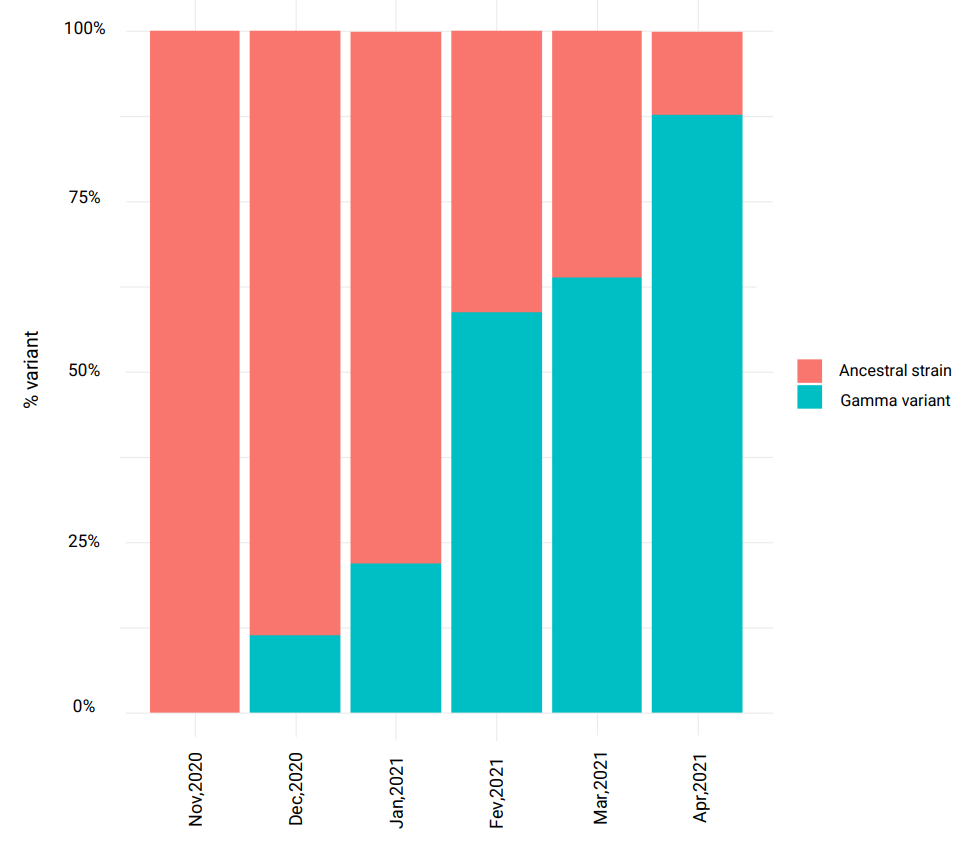 100%
75%
50%
25%
0%
% variant
Nov,2020
Dec,2020
Jan,2021
Fev,2021
Mar,2021
Apr,2021
Ancestral strain
Gamma variant